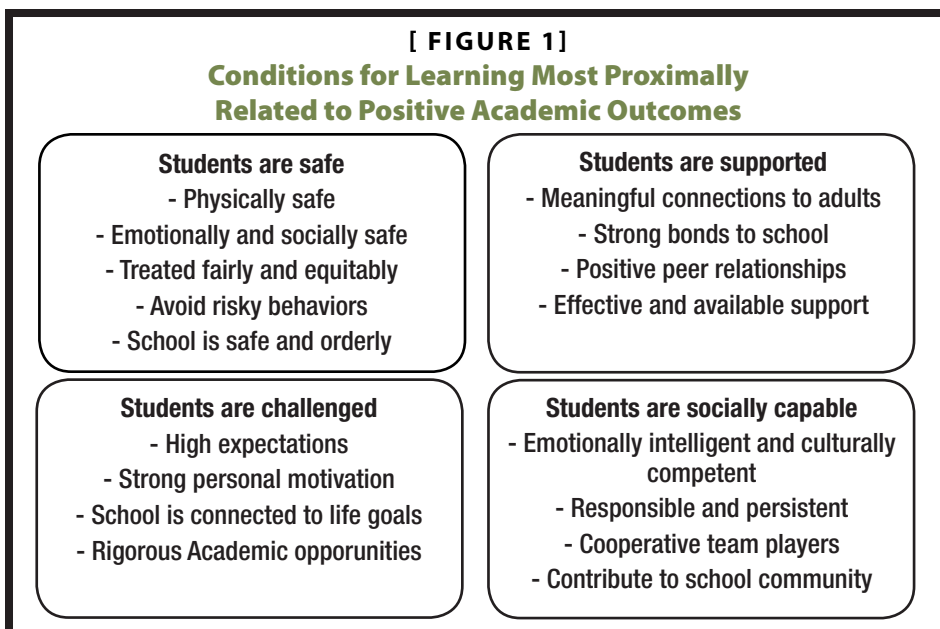 [ FIGURE 1]
Conditions for Learning Most Proximally
Related to Positive Academic Outcomes
Students are safe
- Physically safe
- Emotionally and socially safe
- Treated fairly and equitably
- Avoid risky behaviors
- School is safe and orderly
Students are supported
- Meaningful connections to adults
- Strong bonds to school
- Positive peer relationships
- Effective and available support
Students are challenged
- High expectations
- Strong personal motivation
- School is connected to life goals
- Rigorous Academic opporunities
Students are socially capable
- Emotionally intelligent and culturally
competent
- Responsible and persistent
- Cooperative team players
- Contribute to school community